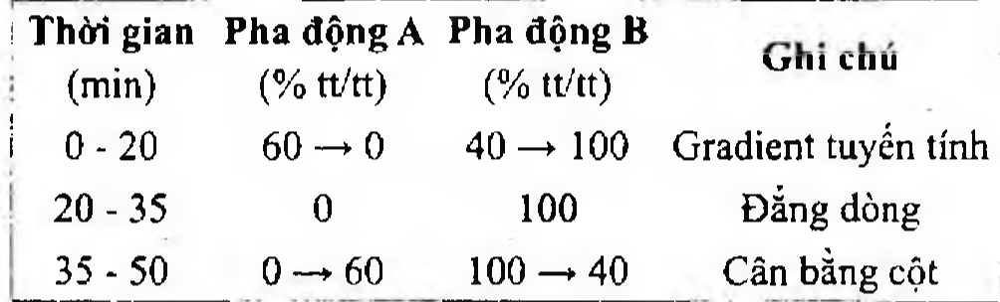 Thời gian Pha động A Pha động B Ghi chú
(min) (% tt/tt) (% tt/tt)
0 - 20 60 → 0 40 → 100 Gradient tuyến tính
20 - 35 0 100 Đẳng dòng
35 - 50 0 → 60 100 → 40 Cân bằng cột